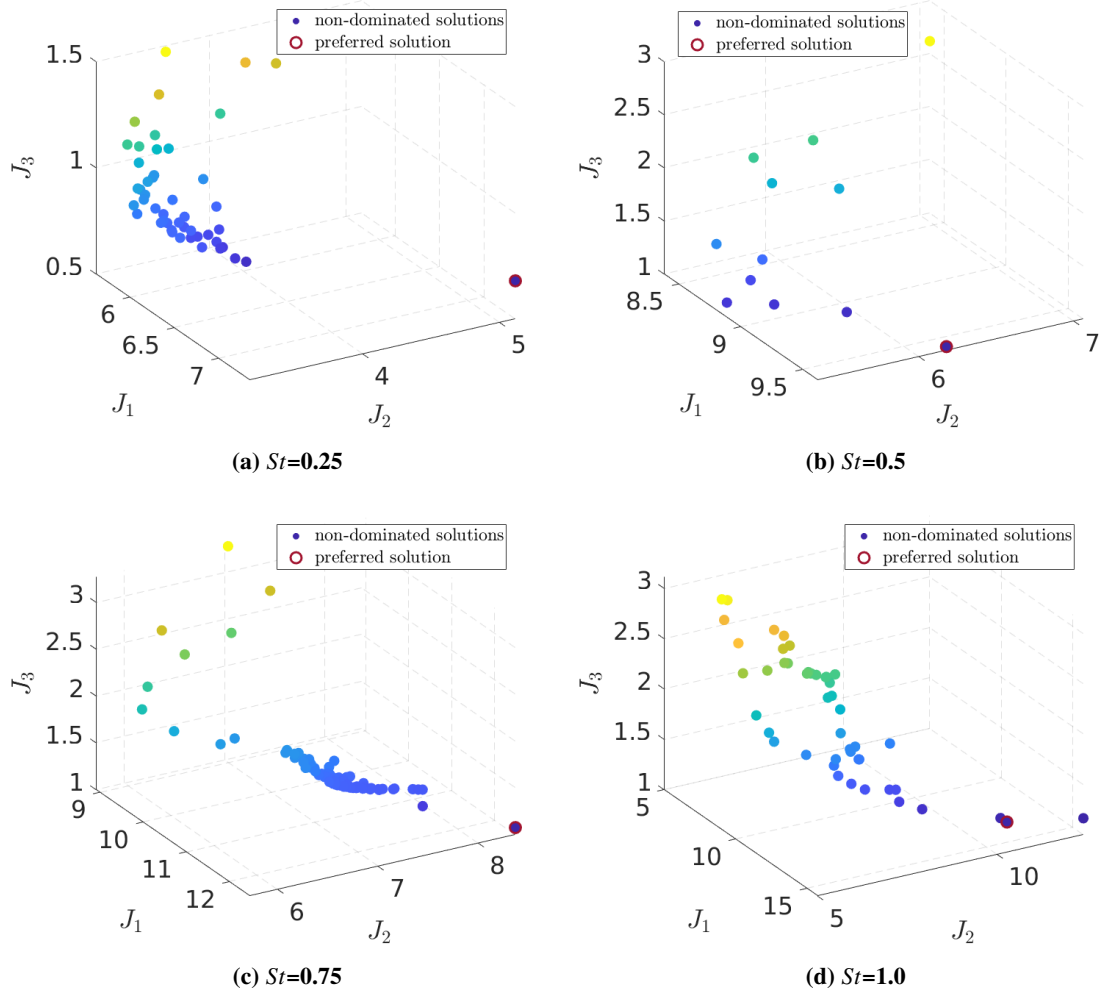 non-dominated solutions
preferred solution
1.5
1
0.5
J3
6
6.5
7
J1
4
5
J2
(a) St=0.25
non-dominated solutions
preferred solution
3
2.5
2
1.5
1
J3
8.5
9
9.5
J1
6
7
J2
(b) St=0.5
non-dominated solutions
preferred solution
3
2.5
2
1.5
1
J3
9
10
11
12
J1
6
7
8
J2
(c) St=0.75
non-dominated solutions
preferred solution
3
2.5
2
1.5
1
J3
5
10
15
J1
5
10
J2
(d) St=1.0